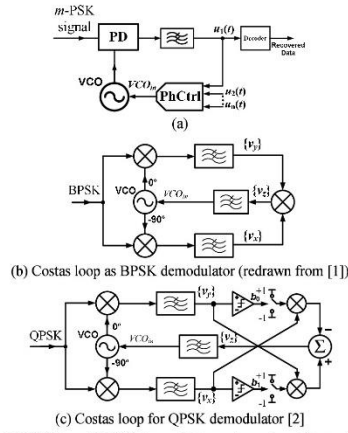 m-PSK
signal
PD
u1(t)
Decoder
Recovered
Data
VCO
VCOin
PhCtrl
u2(t)
un(t)
(a)
{vy}
0°
VCO
VCOin
{vz}
BPSK
-90°
{vx}
(b) Costas loop as BPSK demodulator (redrawn from [1])
{vy}
b0
+1
-1
0°
QPSK
VCO
VCOin
{vz}
Σ
−
+
-90°
b1
+1
-1
{vx}
(c) Costas loop for QPSK demodulator [2]